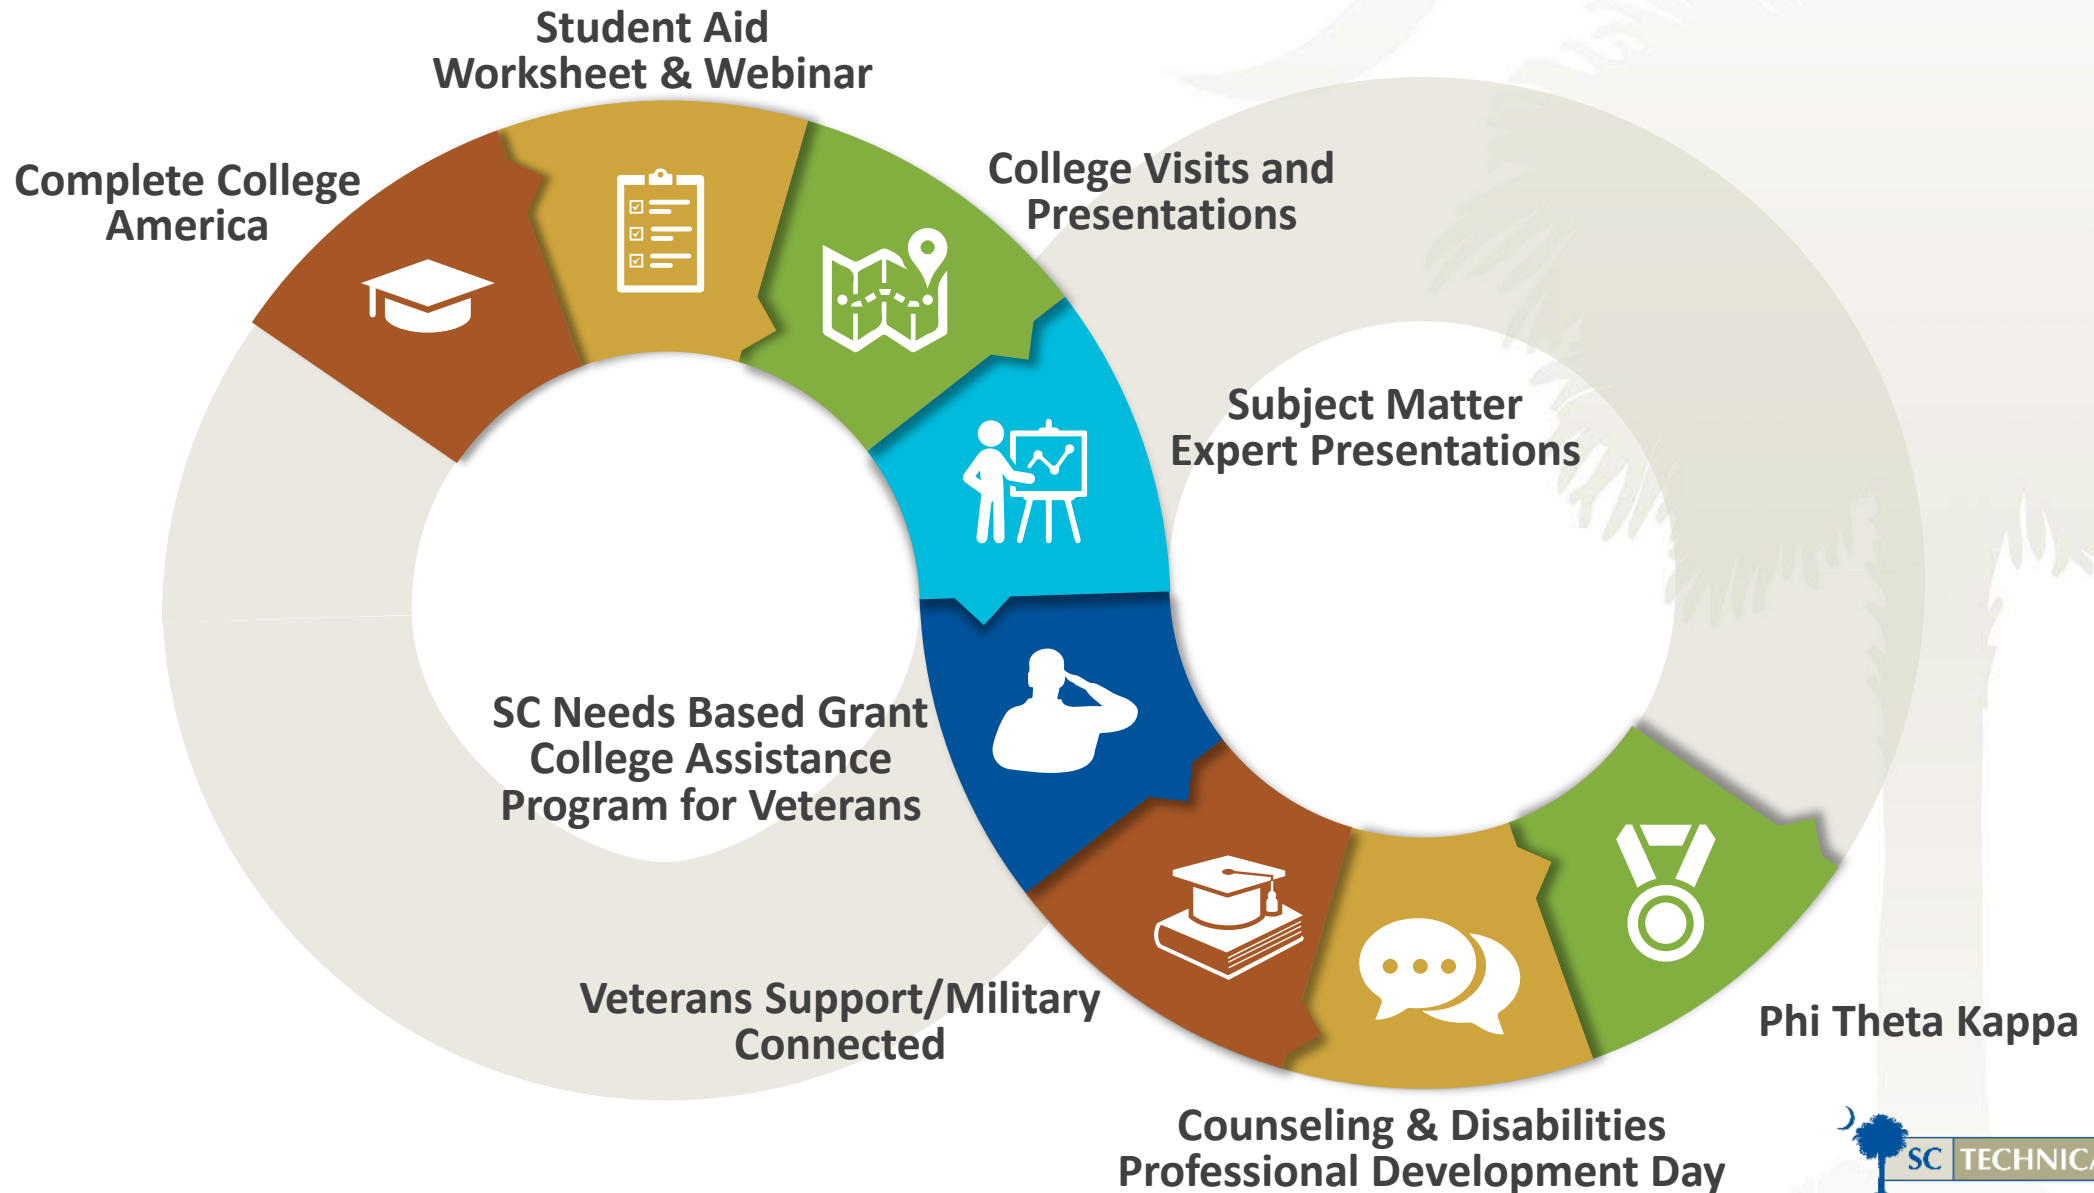 Student Aid
Worksheet & Webinar
Complete College
America
College Visits and
Presentations
Subject Matter
Expert Presentations
SC Needs Based Grant
College Assistance
Program for Veterans
Veterans Support/Military
Connected
Phi Theta Kappa
Counseling & Disabilities
Professional Development Day
SC TECHNICA